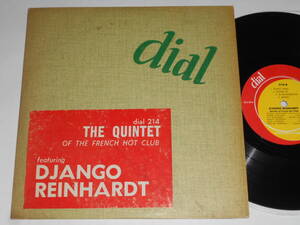 dial
dial 214
THE QUINTET
OF THE FRENCH HOT CLUB
featuring
DJANGO
REINHARDT
dial